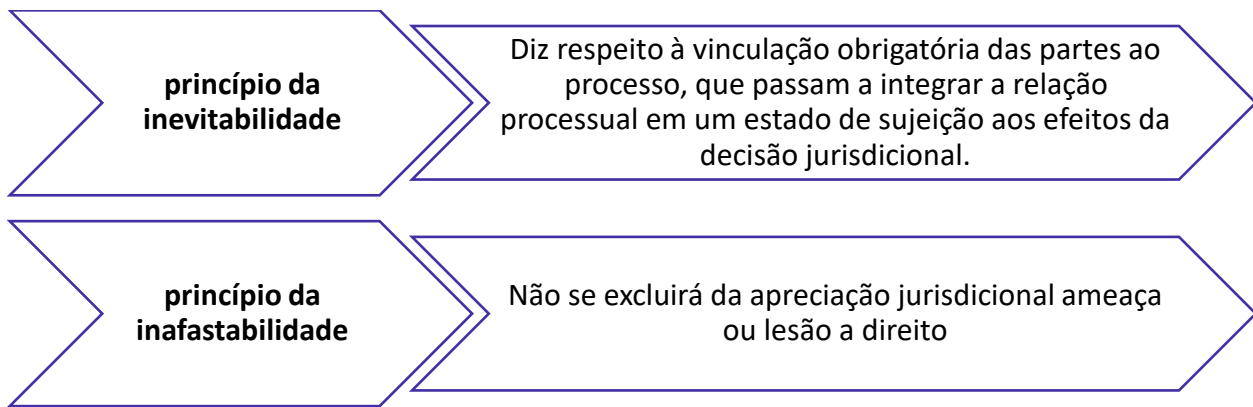 princípio da
inevitabilidade
Diz respeito à vinculação obrigatória das partes ao
processo, que passam a integrar a relação
processual em um estado de sujeição aos efeitos da
decisão jurisdicional.
princípio da
inafastabilidade
Não se excluirá da apreciação jurisdicional ameaça
ou lesão a direito